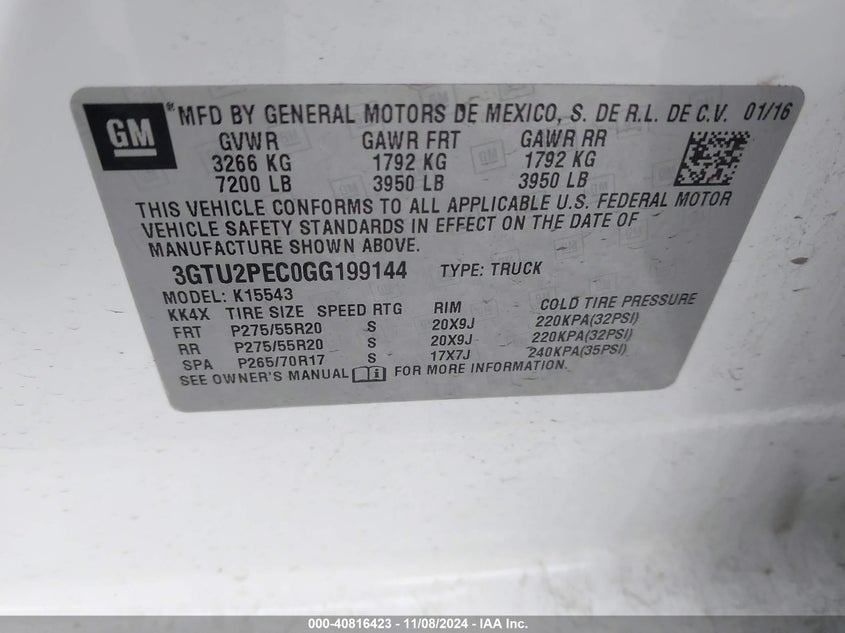 GM® MFD BY GENERAL MOTORS DE MEXICO, S. DE R.L. DE C.V. 01/16
GVWR GAWR FRT GAWR RR
3266 KG 1792 KG 1792 KG
7200 LB 3950 LB 3950 LB
THIS VEHICLE CONFORMS TO ALL APPLICABLE U.S. FEDERAL MOTOR
VEHICLE SAFETY STANDARDS IN EFFECT ON THE DATE OF
MANUFACTURE SHOWN ABOVE.
3GTU2PEC0GG199144 TYPE: TRUCK
MODEL: K15543
KK4X TIRE SIZE SPEED RTG RIM COLD TIRE PRESSURE
FRT P275/55R20 S 20X9J 220KPA(32PSI)
RR P275/55R20 S 20X9J 220KPA(32PSI)
SPA P265/70R17 S 17X7J 240KPA(35PSI)
SEE OWNER'S MANUAL FOR MORE INFORMATION.
000-40816423 - 11/08/2024 - IAA Inc.